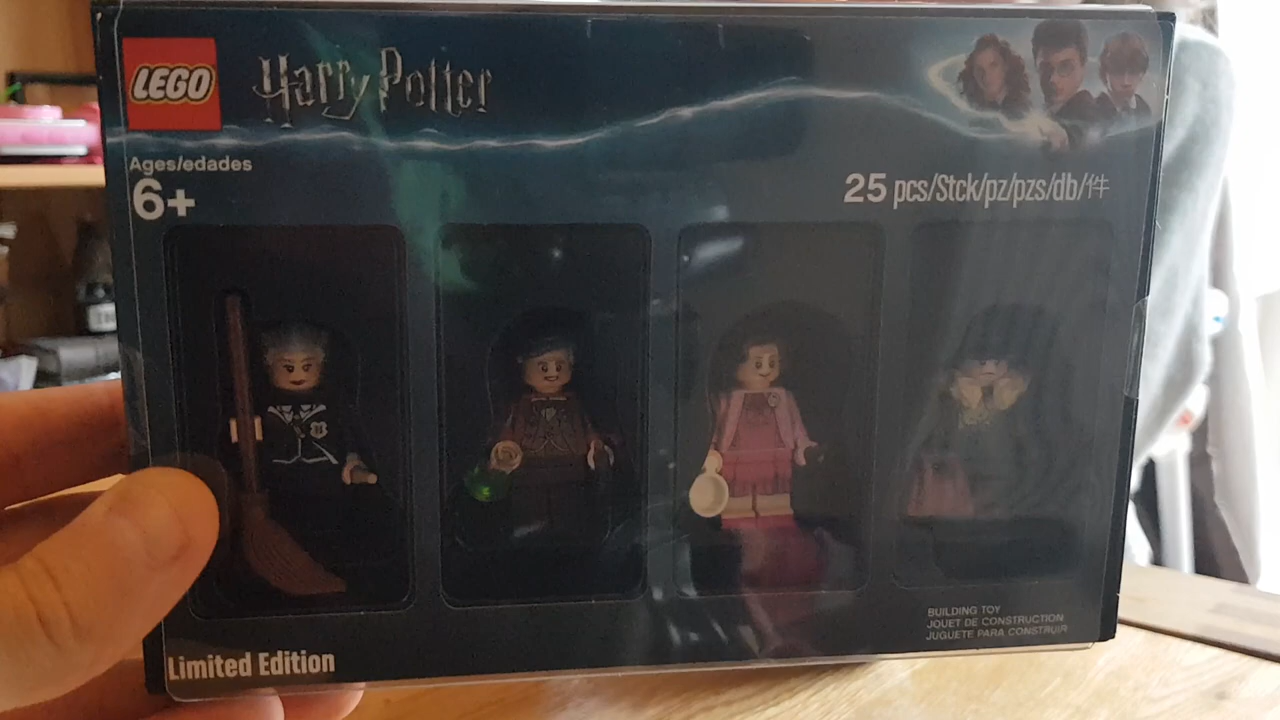 LEGO
Harry Potter
Ages/edades
6+
25 pcs/Stck/pz/pzs/db/件
BUILDING TOY
JOUET DE CONSTRUCTION
JUGUETE PARA CONSTRUIR
Limited Edition